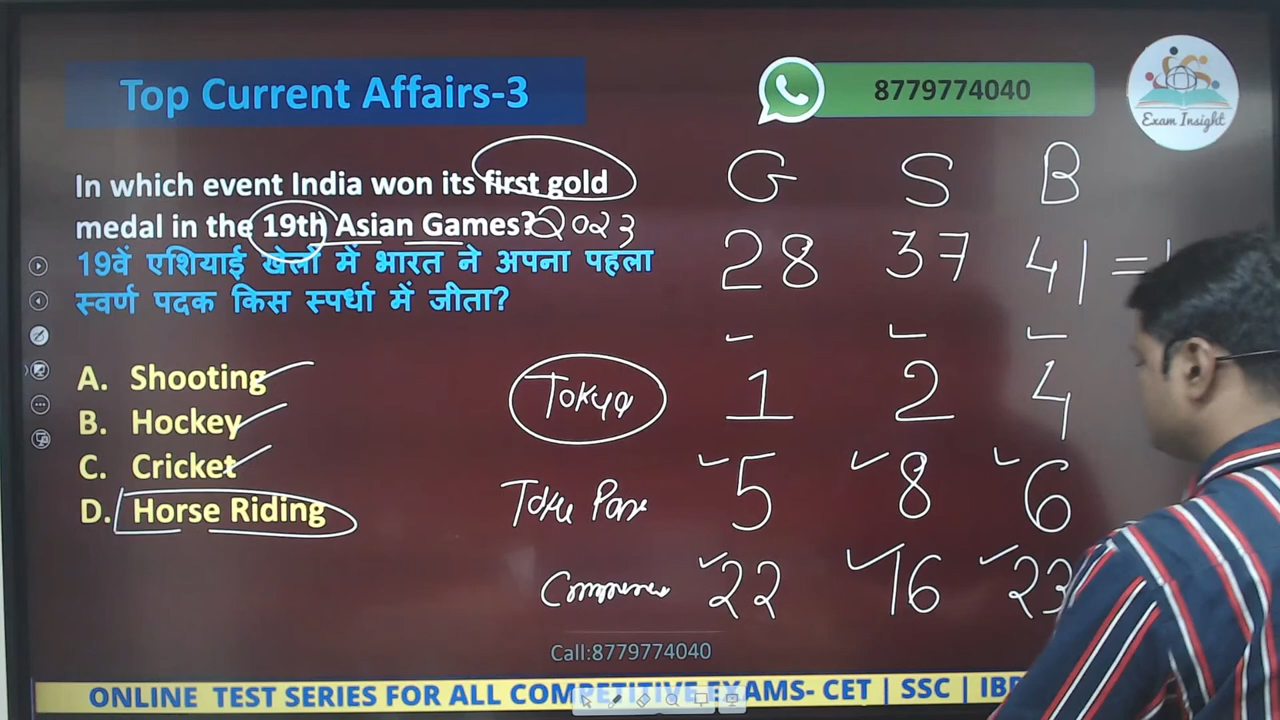 Top Current Affairs-3
8779774040
Exam Insight
In which event India won its first gold
medal in the 19th Asian Games? 2023
19वें एशियाई खेलों में भारत ने अपना पहला
स्वर्ण पदक किस स्पर्धा में जीता?
A. Shooting
B. Hockey
C. Cricket
D. Horse Riding
G S B
28 37 41 =
Tokyo 1 2 4
5 8 6
22 16 23
Call:8779774040
ONLINE TEST SERIES FOR ALL COMPETITIVE EXAMS- CET | SSC |